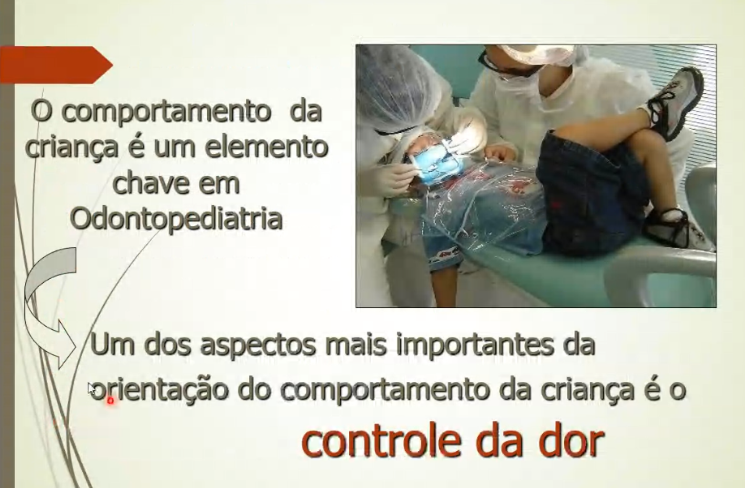 O comportamento da
criança é um elemento
chave em
Odontopediatria
Um dos aspectos mais importantes da
orientação do comportamento da criança é o
controle da dor